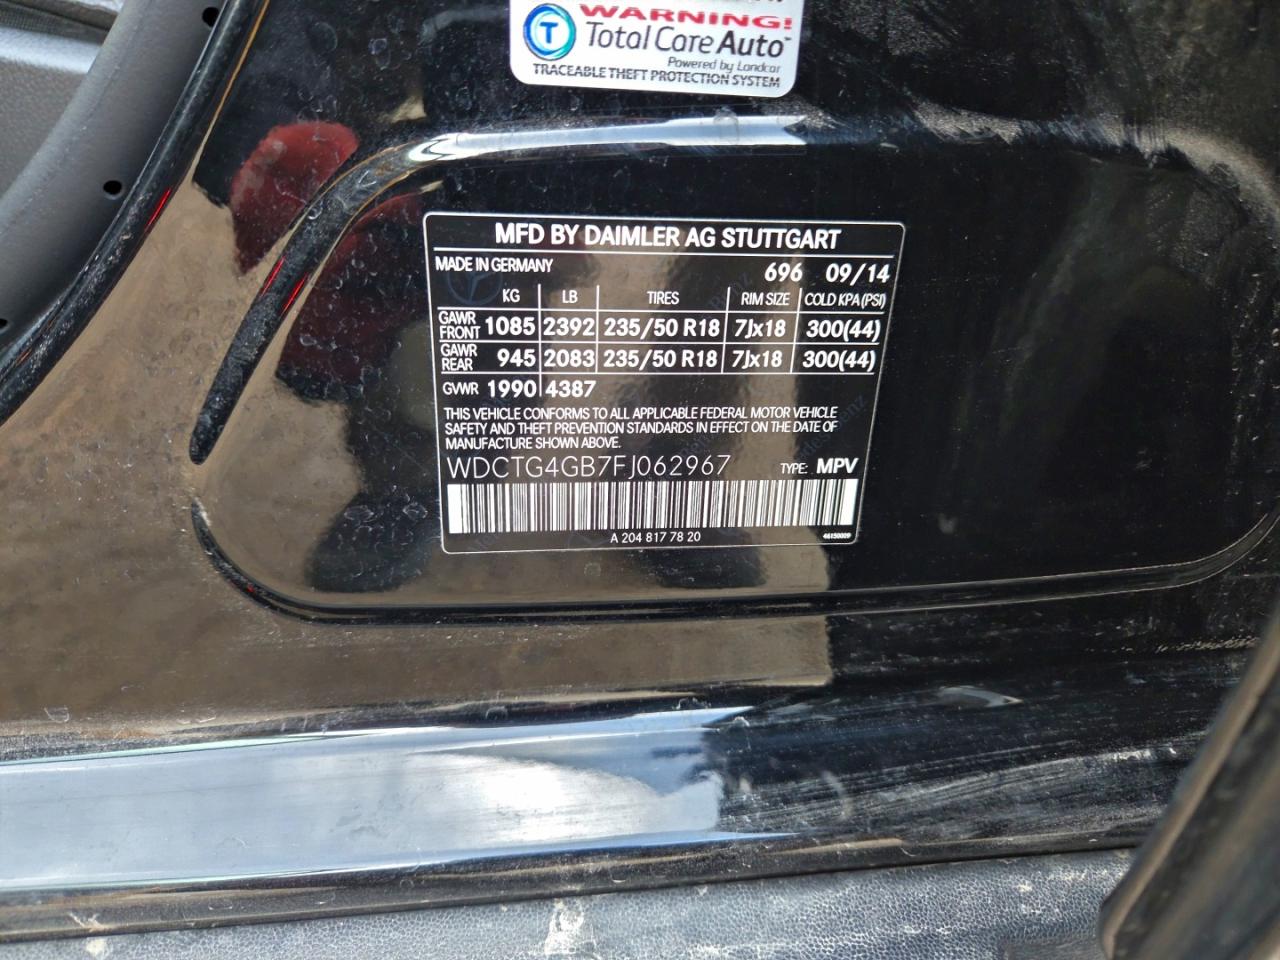 WARNING!
T Total Care Auto™
Powered by Landcar
TRACEABLE THEFT PROTECTION SYSTEM
MFD BY DAIMLER AG STUTTGART
MADE IN GERMANY 696 09/14
KG LB TIRES RIM SIZE COLD KPA (PSI)
GAWR FRONT 1085 2392 235/50 R18 7Jx18 300(44)
GAWR REAR 945 2083 235/50 R18 7Jx18 300(44)
GVWR 1990 4387
THIS VEHICLE CONFORMS TO ALL APPLICABLE FEDERAL MOTOR VEHICLE
SAFETY AND THEFT PREVENTION STANDARDS IN EFFECT ON THE DATE OF
MANUFACTURE SHOWN ABOVE.
WDCTG4GB7FJ062967 TYPE: MPV
A 204 817 78 20 46150009